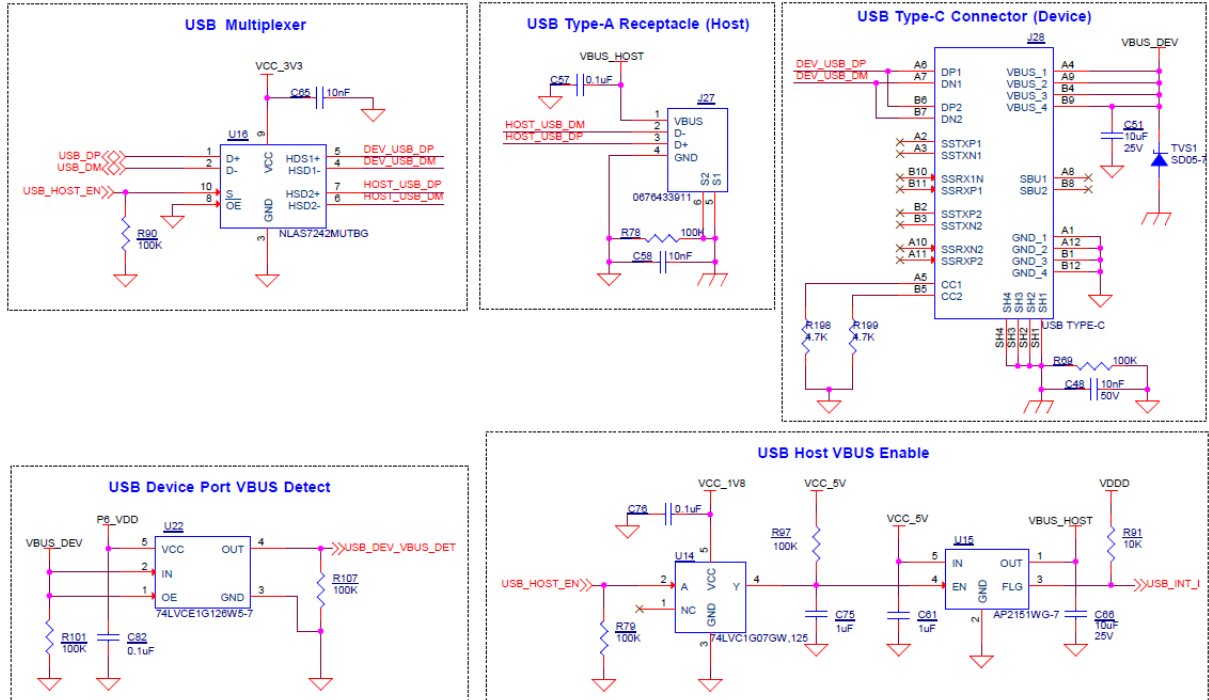 USB Multiplexer
VCC_3V3
C65
10nF
U16
9
VCC
USB_DP
1
D+
HDS1+
5
DEV_USB_DP
USB_DM
2
D-
HSD1-
4
DEV_USB_DM
USB_HOST_EN
10
S
HSD2+
7
HOST_USB_DP
8
OE
HSD2-
6
HOST_USB_DM
GND
R90
100K
3
NLAS7242MUTBG
USB Type-A Receptacle (Host)
VBUS_HOST
C57
0.1uF
J27
1
VBUS
HOST_USB_DM
2
D-
HOST_USB_DP
3
D+
4
GND
S2
S1
0676433911
6
5
R78
100K
C58
10nF
USB Type-C Connector (Device)
J28
VBUS_DEV
DEV_USB_DP
A6
DP1
VBUS_1
A4
DEV_USB_DM
A7
DN1
VBUS_2
A9
VBUS_3
B4
B6
DP2
VBUS_4
B9
B7
DN2
C51
10uF
25V
TVS1
SD05-7
A2
SSTXP1
A3
SSTXN1
B10
SSRX1N
SBU1
A8
B11
SSRXP1
SBU2
B8
B2
SSTXP2
B3
SSTXN2
GND_1
A1
A10
SSRXN2
GND_2
A12
A11
SSRXP2
GND_3
B1
GND_4
B12
A5
CC1
B5
CC2
SH4
SH3
SH2
SH1
USB TYPE-C
R198
4.7K
R199
4.7K
SH4
SH3
SH2
SH1
R69
100K
C48
10nF
50V
USB Device Port VBUS Detect
P6_VDD
U22
VBUS_DEV
5
VCC
OUT
4
USB_DEV_VBUS_DET
2
IN
1
OE
GND
3
R107
100K
74LVCE1G126W5-7
R101
100K
C82
0.1uF
USB Host VBUS Enable
VCC_1V8
VCC_5V
VDDD
C76
0.1uF
R97
100K
VCC_5V
VBUS_HOST
R91
10K
U14
5
VCC
U15
5
IN
OUT
1
USB_HOST_EN
2
A
Y
4
4
EN
FLG
3
USB_INT_I
1
NC
GND
GND
R79
100K
3
74LVC1G07GW,125
C75
1uF
C61
1uF
2
AP2151WG-7
C66
10uF
25V